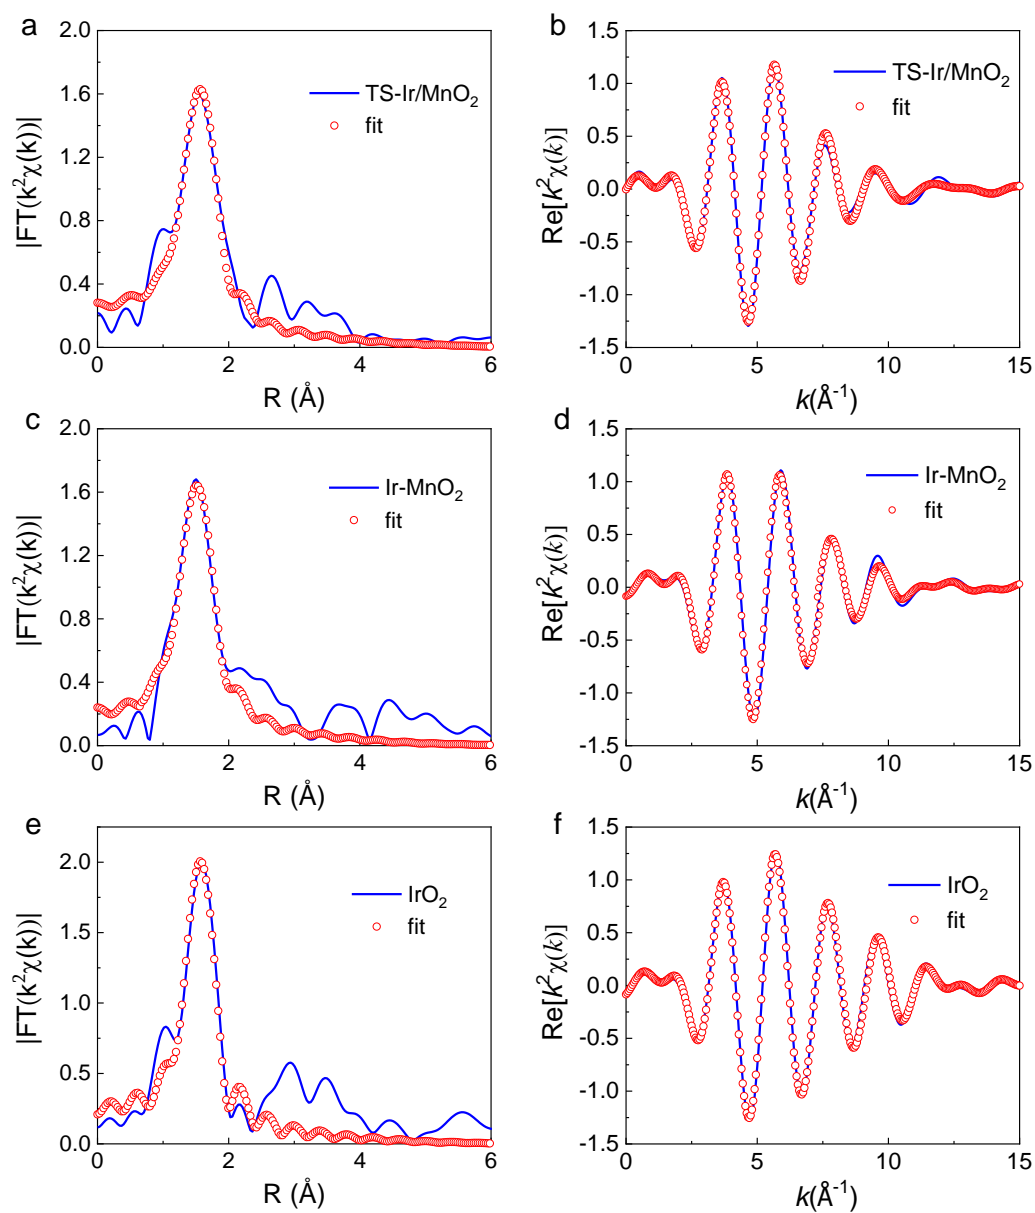 a
2.0
1.6
1.2
0.8
0.4
0.0
0 2 4 6
|FT(k²χ(k))|
R (Å)
TS-Ir/MnO₂
fit
b
1.5
1.0
0.5
0.0
-0.5
-1.0
-1.5
0 5 10 15
Re[k²χ(k)]
k(Å⁻¹)
TS-Ir/MnO₂
fit
c
2.0
1.6
1.2
0.8
0.4
0.0
0 2 4 6
|FT(k²χ(k))|
R (Å)
Ir-MnO₂
fit
d
1.5
1.0
0.5
0.0
-0.5
-1.0
-1.5
0 5 10 15
Re[k²χ(k)]
k(Å⁻¹)
Ir-MnO₂
fit
e
2.0
1.5
1.0
0.5
0.0
0 2 4 6
|FT(k²χ(k))|
R (Å)
IrO₂
fit
f
1.5
1.0
0.5
0.0
-0.5
-1.0
-1.5
0 5 10 15
Re[k²χ(k)]
k(Å⁻¹)
IrO₂
fit